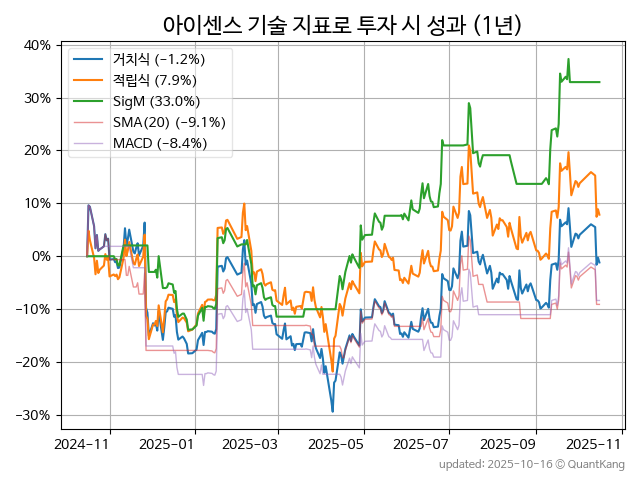 아이센스 기술 지표로 투자 시 성과 (1년)
40%
30%
20%
10%
0%
−10%
−20%
−30%
거치식 (−1.2%)
적립식 (7.9%)
SigM (33.0%)
SMA(20) (−9.1%)
MACD (−8.4%)
2024-11
2025-01
2025-03
2025-05
2025-07
2025-09
2025-11
updated: 2025-10-16 © QuantKang